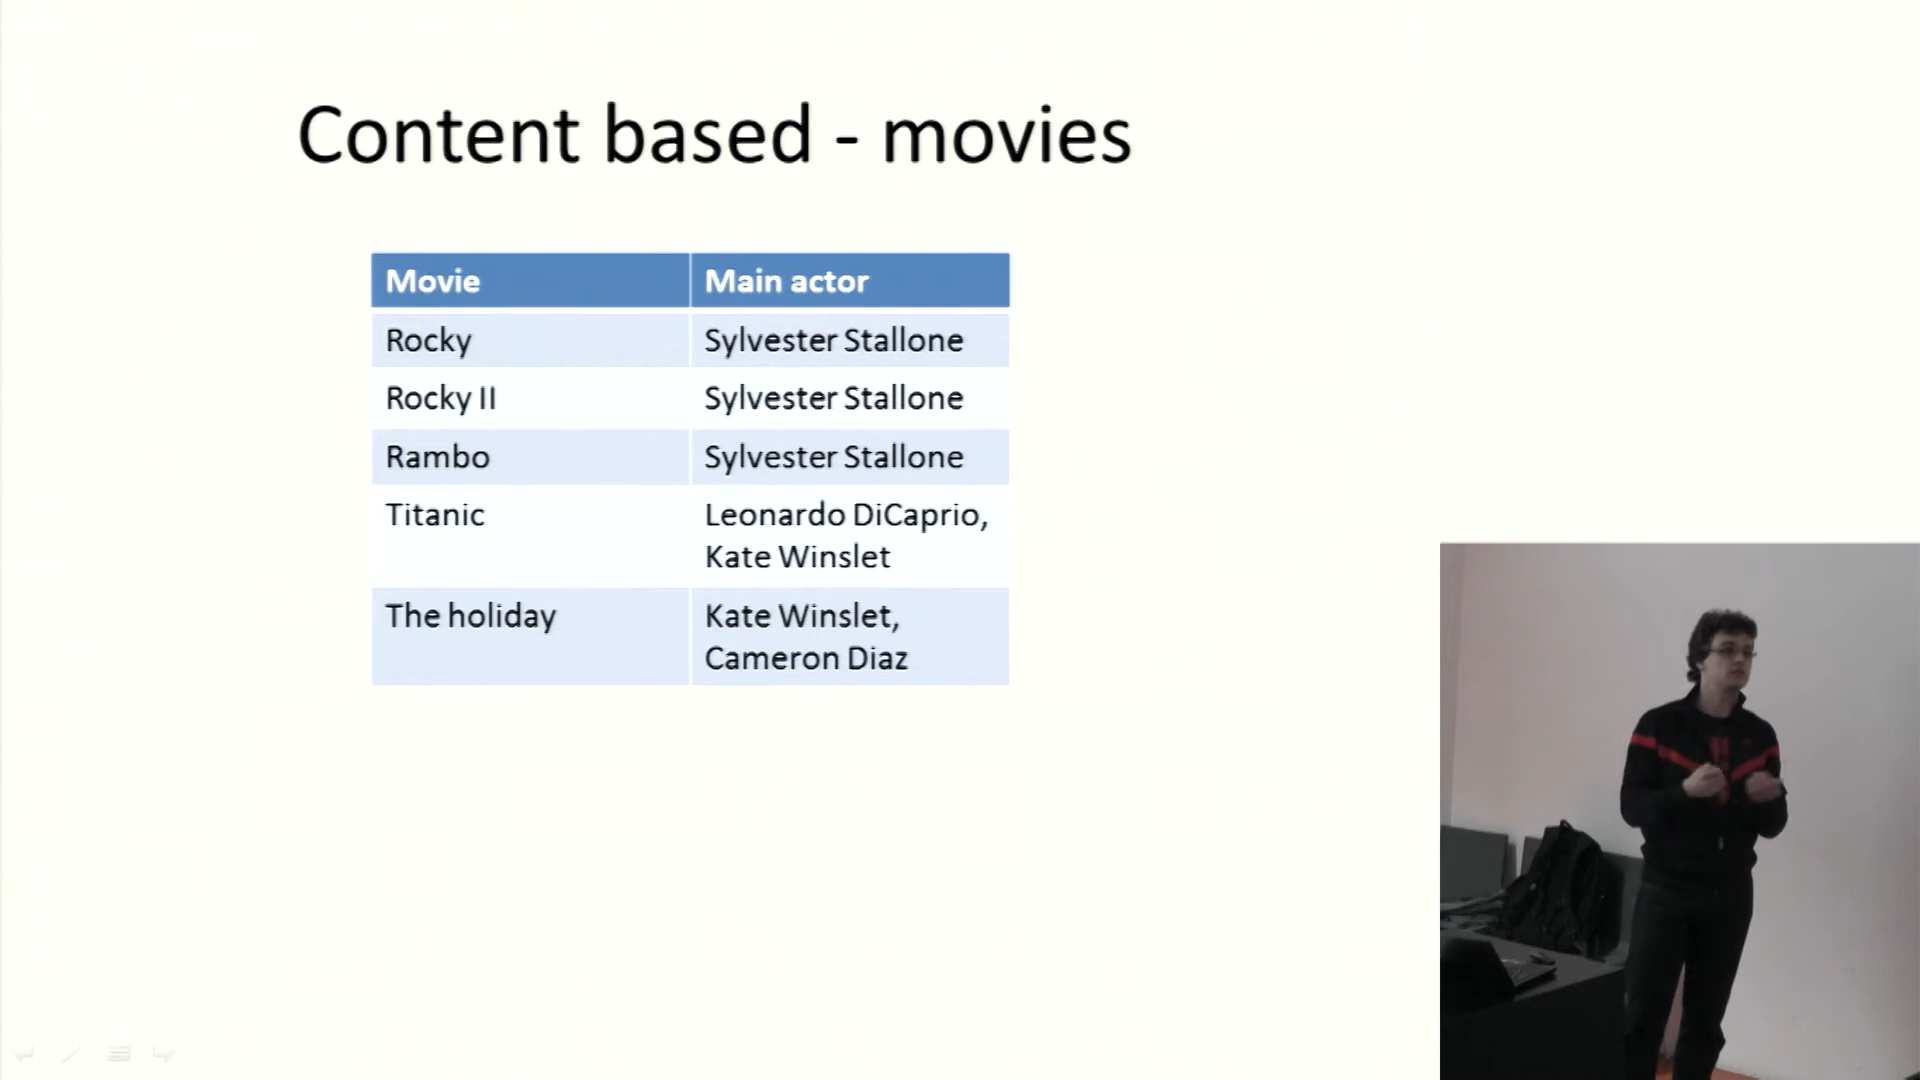 Content based - movies
Movie Main actor
Rocky Sylvester Stallone
Rocky II Sylvester Stallone
Rambo Sylvester Stallone
Titanic Leonardo DiCaprio,
Kate Winslet
The holiday Kate Winslet,
Cameron Diaz